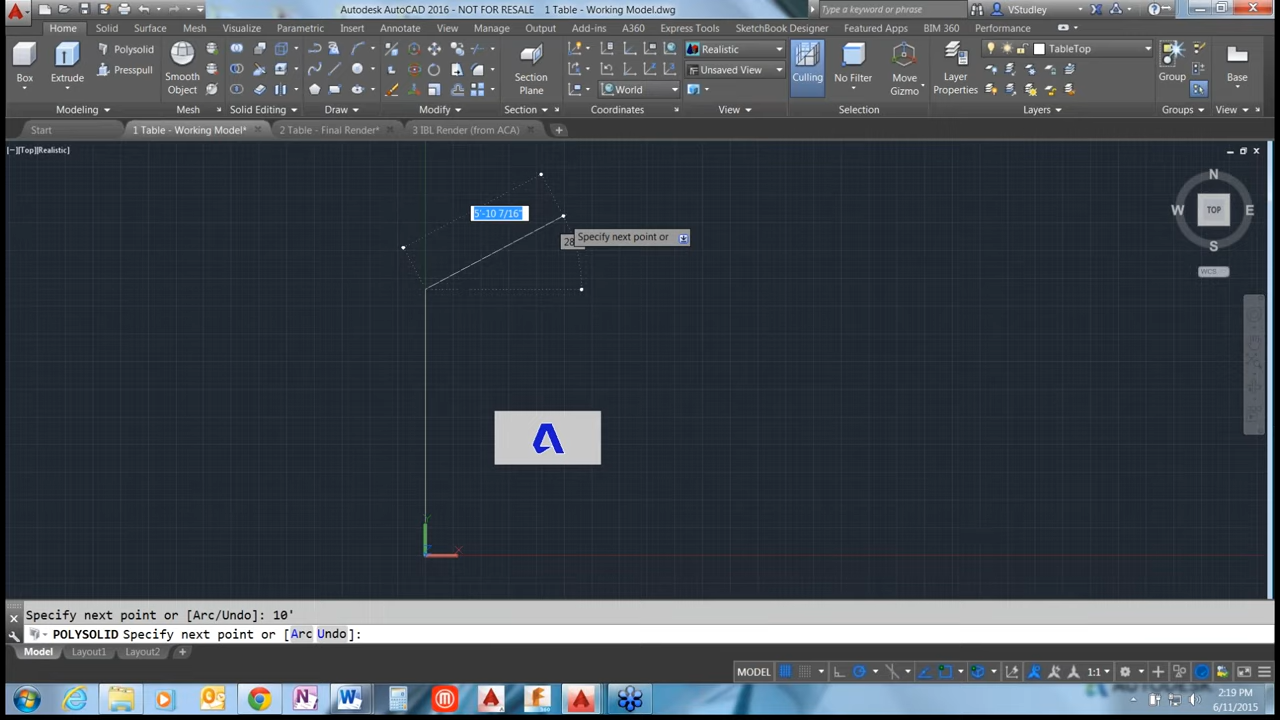 Autodesk AutoCAD 2016 - NOT FOR RESALE 1 Table - Working Model.dwg
Type a keyword or phrase
VStudley
Home Solid Surface Mesh Visualize Parametric Insert Annotate View Manage Output Add-ins A360 Express Tools SketchBook Designer Featured Apps BIM 360 Performance
Polysolid
Presspull
Box
Extrude
Smooth
Object
Section
Plane
Realistic
Unsaved View
World
Culling
No Filter
Move
Gizmo
Layer
Properties
TableTop
Group
Base
Modeling
Mesh
Solid Editing
Draw
Modify
Section
Coordinates
View
Selection
Layers
Groups
View
Start
1 Table - Working Model*
2 Table - Final Render*
3 IBL Render (from ACA)
[−][Top][Realistic]
N
W
TOP
E
S
WCS
5'-10 7/16"
28
Specify next point or
Y
X
Specify next point or [Arc/Undo]: 10'
POLYSOLID Specify next point or [Arc Undo]:
Model
Layout1
Layout2
MODEL
1:1
2:19 PM
6/11/2015